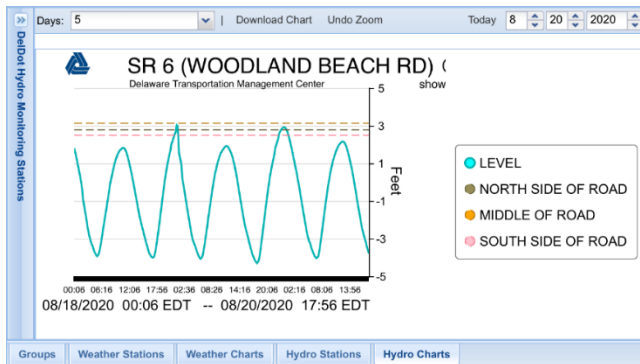 Days: 5 | Download Chart Undo Zoom Today 8 20 2020
DelDot Hydro Monitoring Stations
SR 6 (WOODLAND BEACH RD)
Delaware Transportation Management Center show
5
3
1
-1
-3
-5
Feet
LEVEL
NORTH SIDE OF ROAD
MIDDLE OF ROAD
SOUTH SIDE OF ROAD
00:06 06:16 12:06 18:16 02:36 08:26 14:16 20:06 02:16 08:06 13:56
08/18/2020 00:06 EDT -- 08/20/2020 17:56 EDT
Groups Weather Stations Weather Charts Hydro Stations Hydro Charts